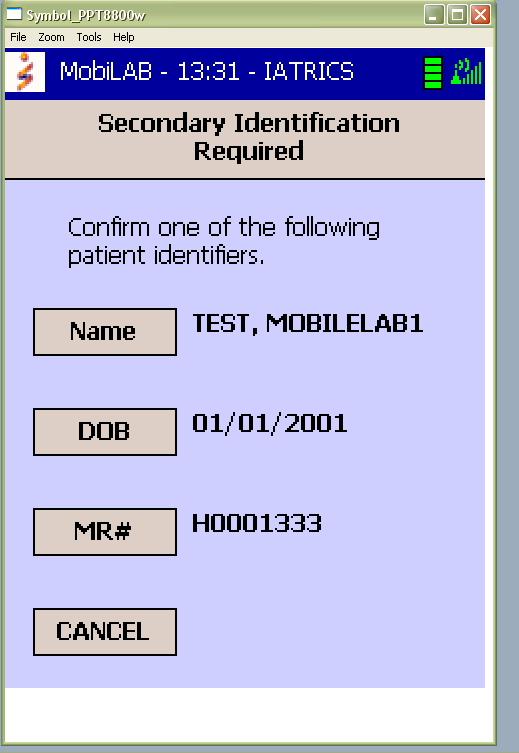 Symbol_PPT8800w
File Zoom Tools Help
MobiLAB - 13:31 - IATRICS
Secondary Identification
Required
Confirm one of the following
patient identifiers.
Name TEST, MOBILELAB1
DOB 01/01/2001
MR# H0001333
CANCEL